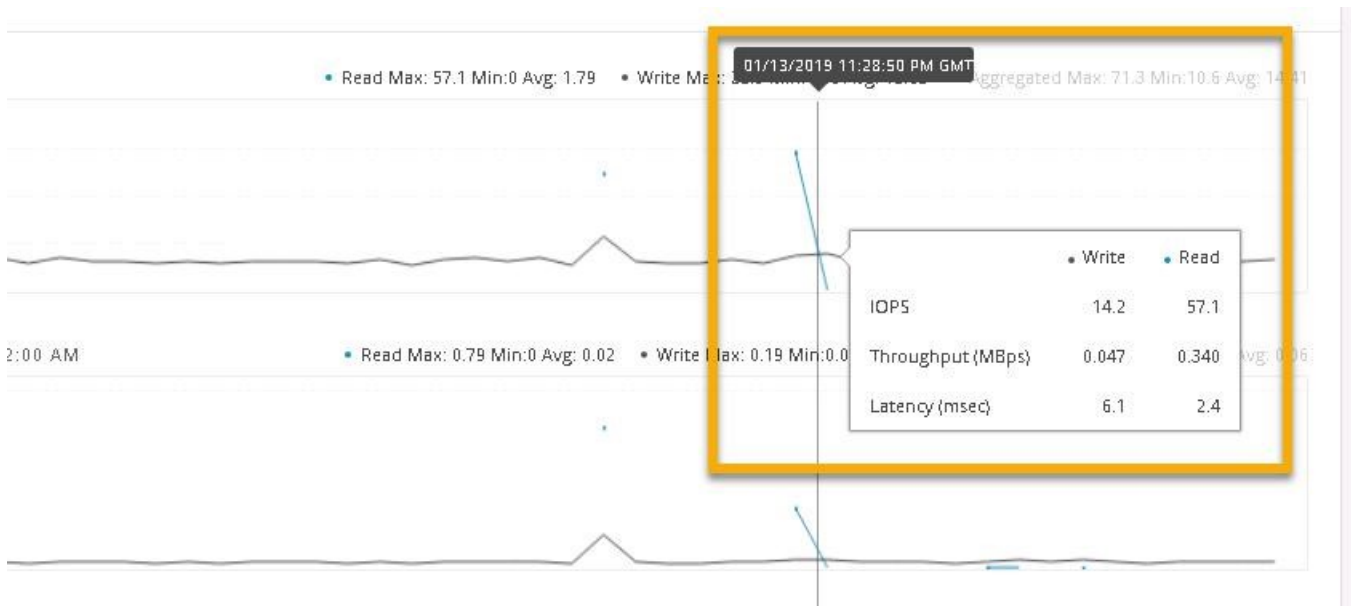 01/13/2019 11:28:50 PM GMT
• Read Max: 57.1 Min:0 Avg: 1.79 • Write Max: Aggregated Max: 71.3 Min:10.6 Avg: 14.41
• Write • Read
IOPS 14.2 57.1
2:00 AM • Read Max: 0.79 Min:0 Avg: 0.02 • Write Max: 0.19 Min:0.0 Throughput (MBps) 0.047 0.340 Avg: 0.06
Latency (msec) 6.1 2.4